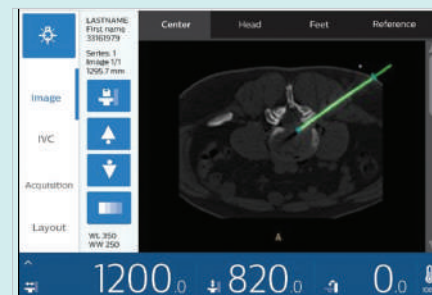 LASTNAME
First name
33161979
Series: 1
Image 1/1
1295.7 mm
Center
Head
Feet
Reference
Image
IVC
Acquisition
Layout
WL 350
WW 250
A
1200.0
820.0
0.0